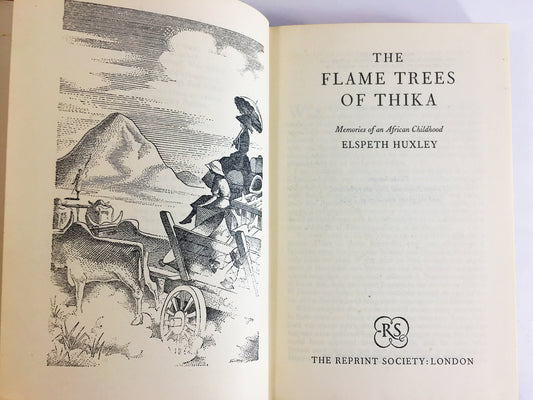 THE
FLAME TREES
OF THIKA
Memories of an African Childhood
ELSPETH HUXLEY
RS
THE REPRINT SOCIETY: LONDON